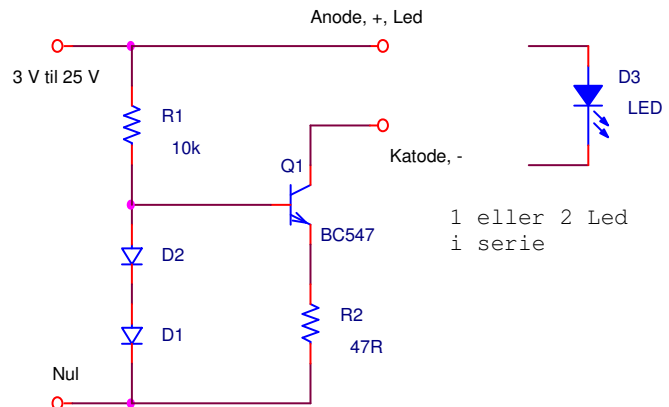 Anode, +, Led
3 V til 25 V
D3
LED
R1
10k
Katode, -
Q1
1 eller 2 Led
i serie
BC547
D2
R2
47R
D1
Nul